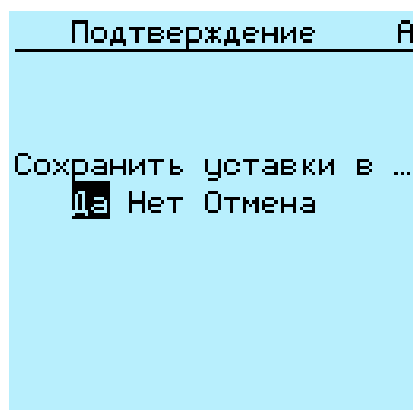 Подтверждение А
Сохранить уставки в ...
Да Нет Отмена